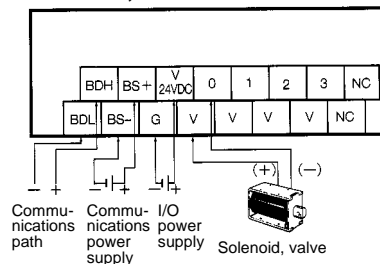 BDH BS+ V 24VDC 0 1 2 3 NC
BDL BS− G V V V V NC
(+) (−)
− + − + − +
Commu-
nications
path
Commu-
nications
power
supply
I/O
power
supply
Solenoid, valve